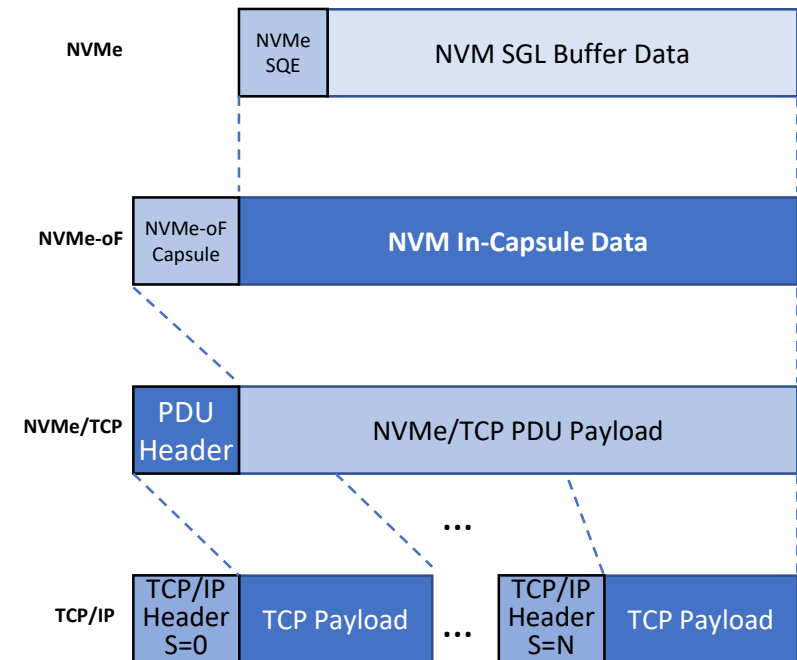 NVMe
NVMe
SQE
NVM SGL Buffer Data
NVMe-oF
NVMe-oF
Capsule
NVM In-Capsule Data
NVMe/TCP
PDU
Header
NVMe/TCP PDU Payload
...
TCP/IP
TCP/IP
Header
S=0
TCP Payload
...
TCP/IP
Header
S=N
TCP Payload